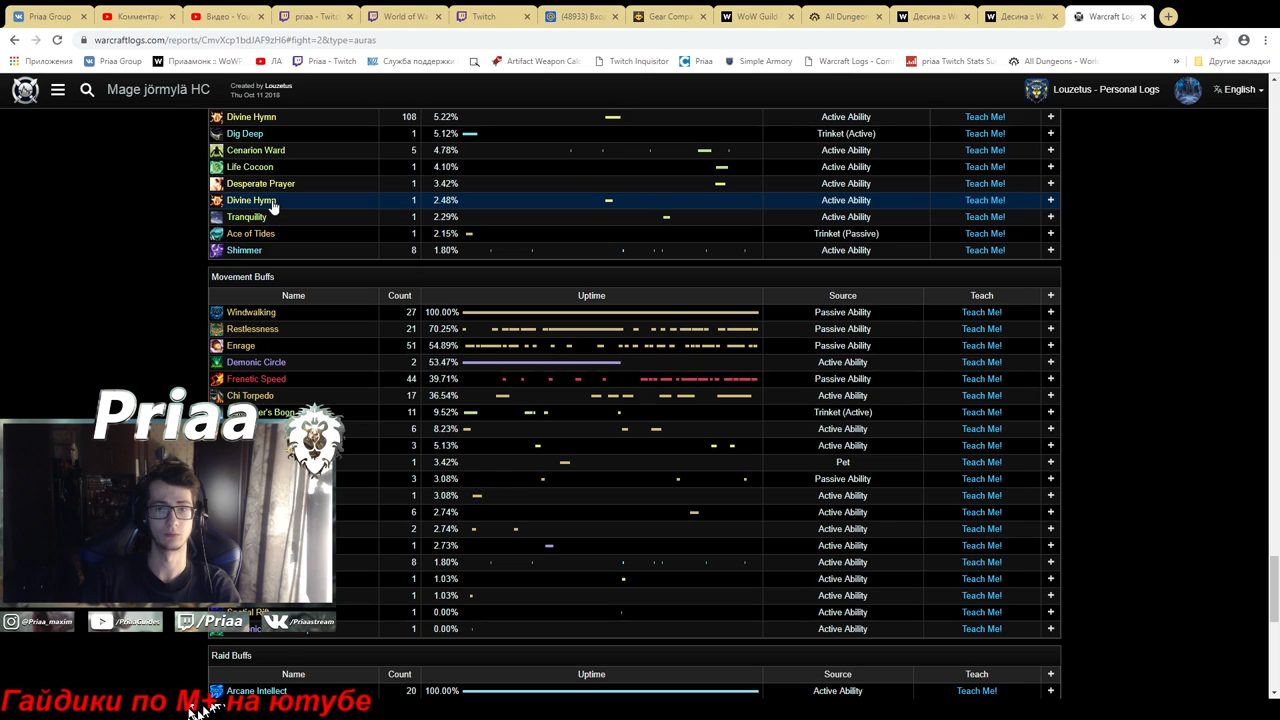 Priaa Group
Комментар
Видео - You
priaa - Twitc
World of Wa
Twitch
(48933) Вхо
Gear Compa
WoW Guild
All Dungeon
Десина :: W
Десина :: W
Warcraft Log
warcraftlogs.com/reports/CmvXcp1bdJAF9zH6#fight=2&type=auras
Приложения
Priaa Group
Приаамонк :: WoWP
ЛА
Priaa - Twitch
Служба поддержки
Artifact Weapon Calc
Twitch Inquisitor
Priaa
Simple Armory
Warcraft Logs - Com
priaa Twitch Stats Su
All Dungeons - Worl
»
Другие закладки
Mage jörmylä HC
Created by Louzetus
Thu Oct 11 2018
Louzetus - Personal Logs
English
Divine Hymn 108 5.22% Active Ability Teach Me! +
Dig Deep 1 5.12% Trinket (Active) Teach Me! +
Cenarion Ward 5 4.78% Active Ability Teach Me! +
Life Cocoon 1 4.10% Active Ability Teach Me! +
Desperate Prayer 1 3.42% Active Ability Teach Me! +
Divine Hymn 1 2.48% Active Ability Teach Me! +
Tranquility 1 2.29% Active Ability Teach Me! +
Ace of Tides 1 2.15% Trinket (Passive) Teach Me! +
Shimmer 8 1.80% Active Ability Teach Me! +
Movement Buffs
Name Count Uptime Source Teach +
Windwalking 27 100.00% Passive Ability Teach Me! +
Restlessness 21 70.25% Passive Ability Teach Me! +
Enrage 51 54.89% Passive Ability Teach Me! +
Demonic Circle 2 53.47% Active Ability Teach Me! +
Frenetic Speed 44 39.71% Passive Ability Teach Me! +
Chi Torpedo 17 36.54% Active Ability Teach Me! +
Boon 11 9.52% Trinket (Active) Teach Me! +
6 8.23% Active Ability Teach Me! +
3 5.13% Active Ability Teach Me! +
1 3.42% Pet Teach Me! +
3 3.08% Passive Ability Teach Me! +
1 3.08% Active Ability Teach Me! +
6 2.74% Active Ability Teach Me! +
2 2.74% Active Ability Teach Me! +
1 2.73% Active Ability Teach Me! +
8 1.80% Active Ability Teach Me! +
1 1.03% Active Ability Teach Me! +
1 1.03% Active Ability Teach Me! +
Rift 1 0.00% Active Ability Teach Me! +
1 0.00% Active Ability Teach Me! +
Raid Buffs
Name Count Uptime Source Teach +
Arcane Intellect 20 100.00% Active Ability Teach Me! +
Priaa
@Priaa_maxim
/PriaaGuides
/Priaa
/Priaastream
Гайдики по М+ на ютубе